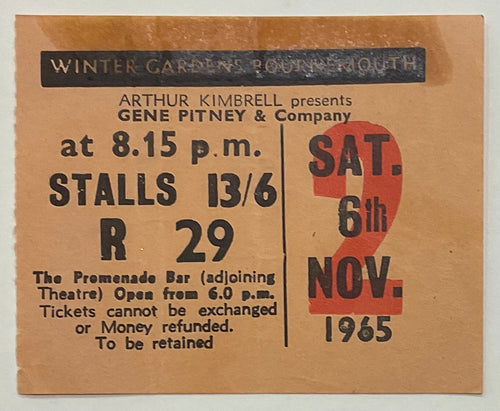 WINTER GARDENS BOURNEMOUTH
ARTHUR KIMBRELL presents
GENE PITNEY & Company
at 8.15 p.m.
STALLS 13/6
R 29
The Promenade Bar (adjoining
Theatre) Open from 6.0 p.m.
Tickets cannot be exchanged
or Money refunded.
To be retained
2
SAT.
6th
NOV.
1965